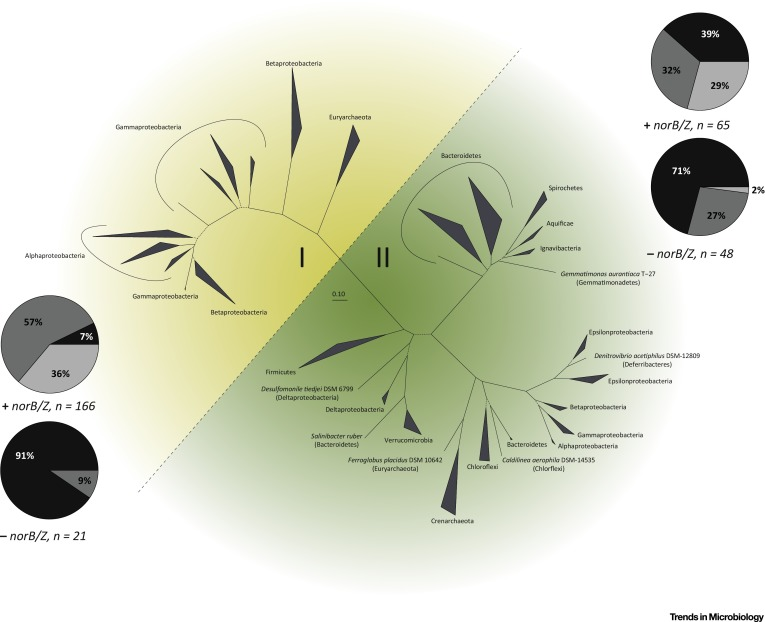 39%
32%
29%
+ norB/Z, n = 65
71%
2%
27%
– norB/Z, n = 48
Betaproteobacteria
Euryarchaeota
Gammaproteobacteria
Alphaproteobacteria
Gammaproteobacteria
Betaproteobacteria
I
II
0.10
Bacteroidetes
Spirochetes
Aquificae
Ignavibacteria
Gemmatimonas aurantiaca T–27
(Gemmatimonadetes)
57%
7%
36%
+ norB/Z, n = 166
91%
9%
– norB/Z, n = 21
Firmicutes
Desulfomonile tiedjei DSM 6799
(Deltaproteobacteria)
Deltaproteobacteria
Salinibacter ruber
(Bacteroidetes)
Verrucomicrobia
Ferroglobus placidus DSM 10642
(Euryarchaeota)
Crenarchaeota
Chloroflexi
Bacteroidetes
Caldilinea aerophila DSM-14535
(Chlorflexi)
Epsilonproteobacteria
Denitrovibrio acetiphilus DSM-12809
(Deferribacteres)
Epsilonproteobacteria
Betaproteobacteria
Gammaproteobacteria
Alphaproteobacteria
Trends in Microbiology